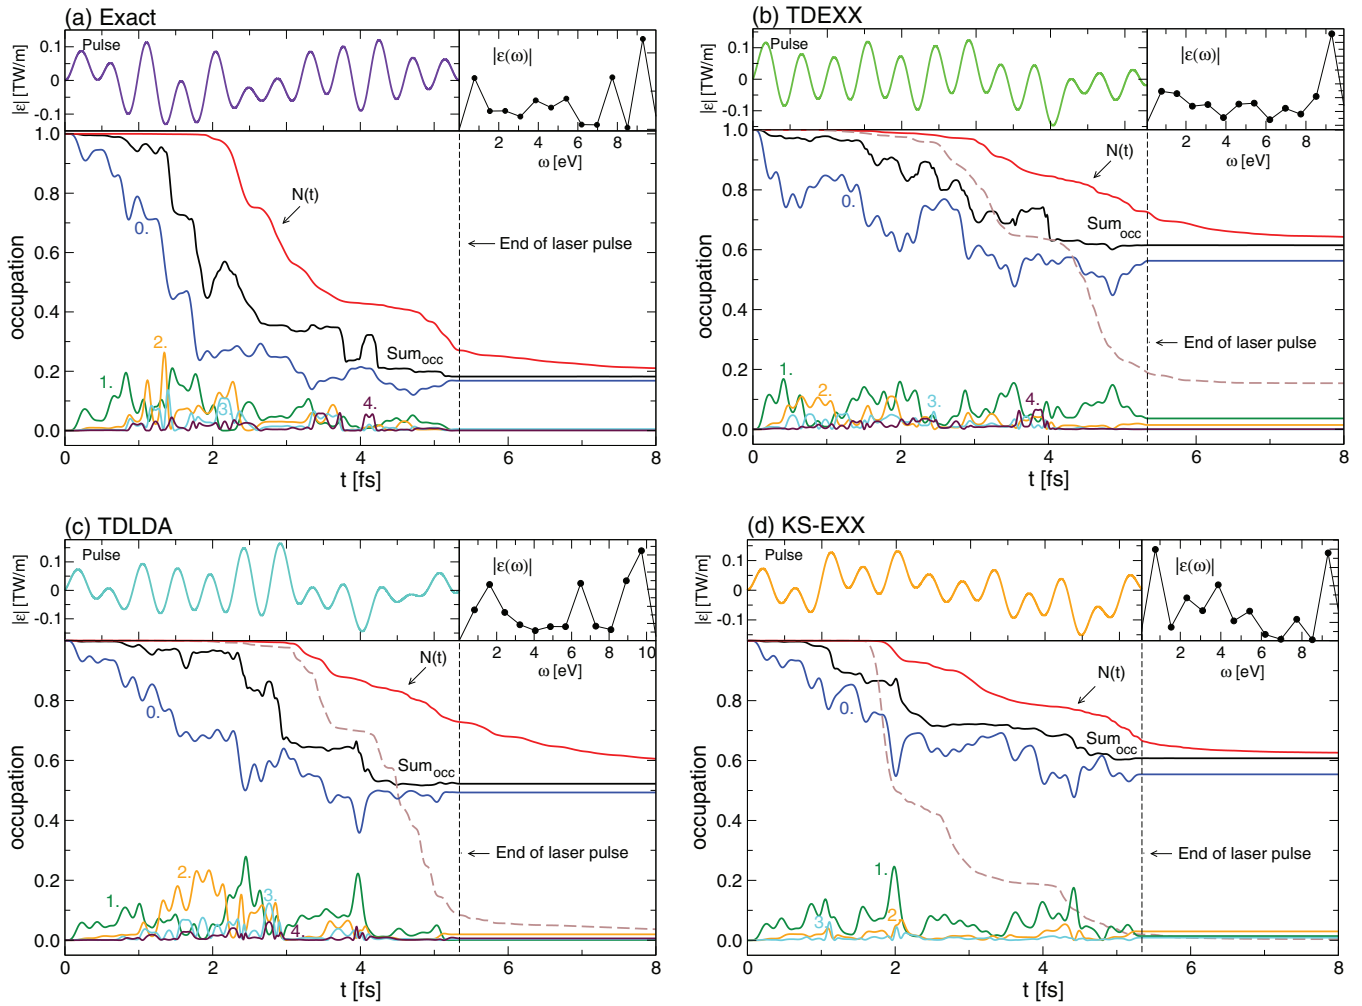 (a) Exact
Pulse
|ε(ω)|
|ε| [TW/m]
0.1
0
-0.1
2 4 6 8
ω [eV]
1.0
0.8
0.6
0.4
0.2
0.0
occupation
N(t)
0.
← End of laser pulse
Sum_occ
1.
2.
3.
4.
0 2 4 6 8
t [fs]
(b) TDEXX
|ε(ω)|
|ε| [TW/m]
0.1
0
-0.1
2 4 6 8
ω [eV]
1.0
0.8
0.6
0.4
0.2
0.0
occupation
N(t)
0.
Sum_occ
← End of laser pulse
1.
2.
3.
4.
0 2 4 6 8
t [fs]
(c) TDLDA
Pulse
|ε(ω)|
|ε| [TW/m]
0.1
0
-0.1
2 4 6 8 10
ω [eV]
0.8
0.6
0.4
0.2
0.0
occupation
N(t)
0.
Sum_occ
← End of laser pulse
1.
2.
3.
4.
0 2 4 6 8
t [fs]
(d) KS-EXX
Pulse
|ε(ω)|
|ε| [TW/m]
0.1
0
-0.1
2 4 6 8
ω [eV]
0.8
0.6
0.4
0.2
0.0
occupation
N(t)
0.
Sum_occ
← End of laser pulse
1.
2.
3.
0 2 4 6 8
t [fs]